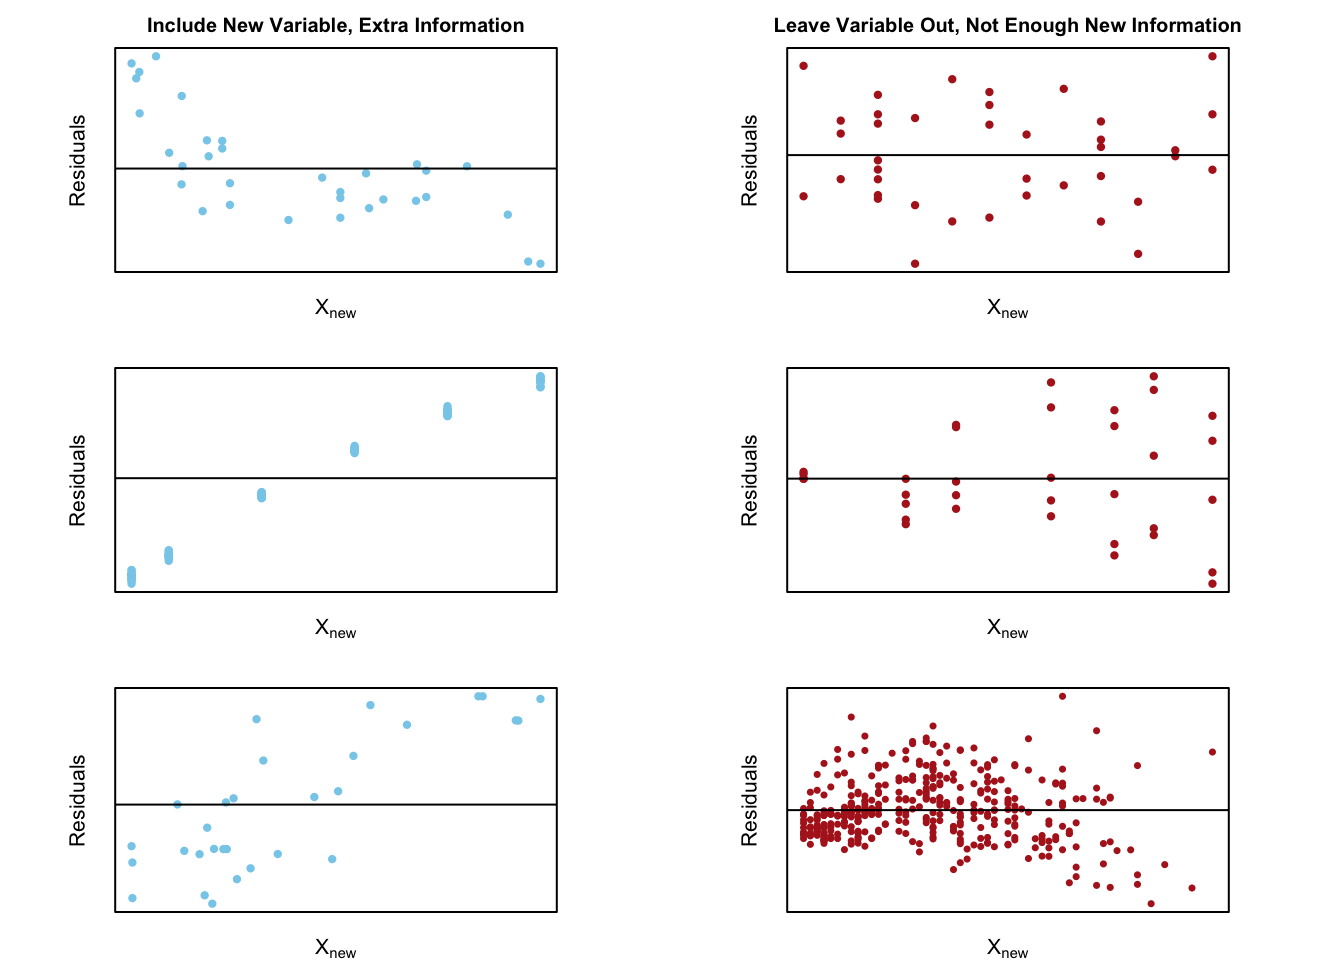 Include New Variable, Extra Information
Leave Variable Out, Not Enough New Information
Residuals
Xnew
Residuals
Xnew
Residuals
Xnew
Residuals
Xnew
Residuals
Xnew
Residuals
Xnew